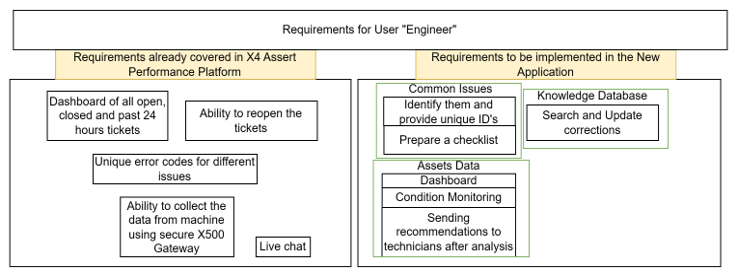 Requirements for User "Engineer"
Requirements already covered in X4 Assert
Performance Platform
Requirements to be implemented in the New
Application
Dashboard of all open,
closed and past 24
hours tickets
Ability to reopen the
tickets
Unique error codes for different
issues
Ability to collect the
data from machine
using secure X500
Gateway
Live chat
Common Issues
Identify them and
provide unique ID's
Prepare a checklist
Knowledge Database
Search and Update
corrections
Assets Data
Dashboard
Condition Monitoring
Sending
recommendations to
technicians after analysis